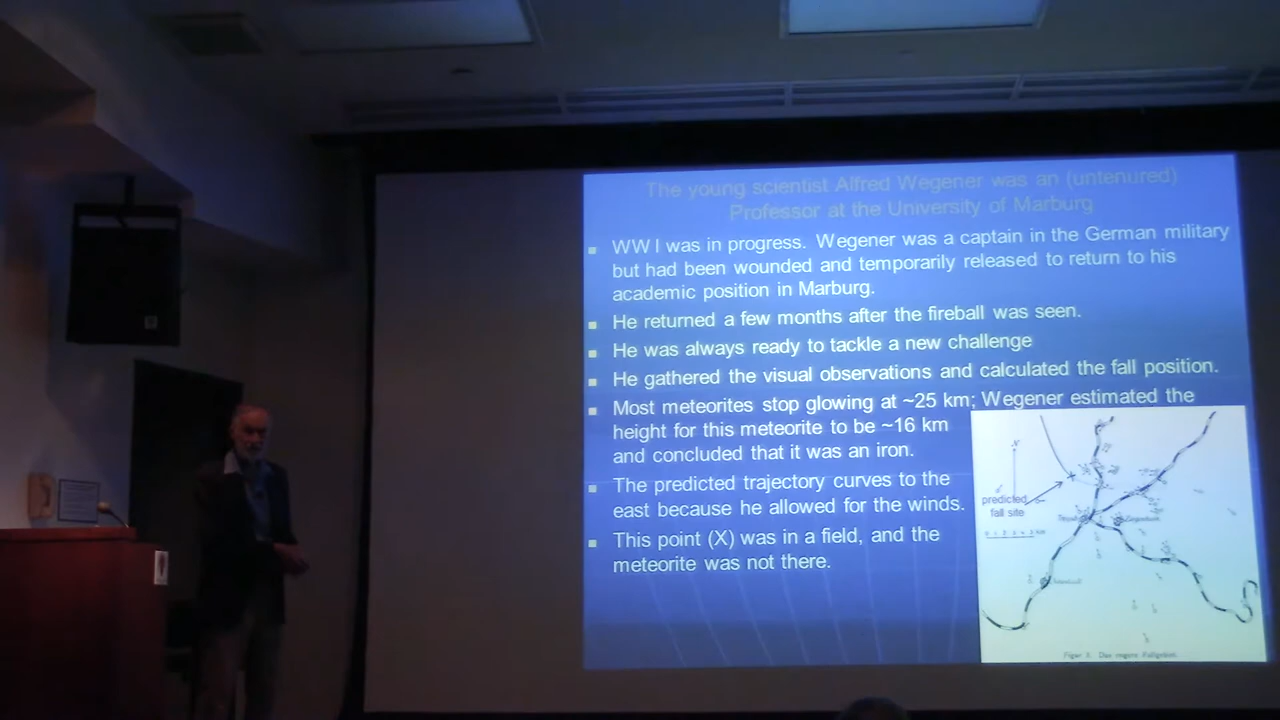 The young scientist Alfred Wegener was an (untenured)
Professor at the University of Marburg
WW I was in progress. Wegener was a captain in the German military
but had been wounded and temporarily released to return to his
academic position in Marburg.
He returned a few months after the fireball was seen.
He was always ready to tackle a new challenge
He gathered the visual observations and calculated the fall position.
Most meteorites stop glowing at ~25 km; Wegener estimated the
height for this meteorite to be ~16 km
and concluded that it was an iron.
The predicted trajectory curves to the
east because he allowed for the winds.
This point (X) was in a field, and the
meteorite was not there.
predicted
fall site